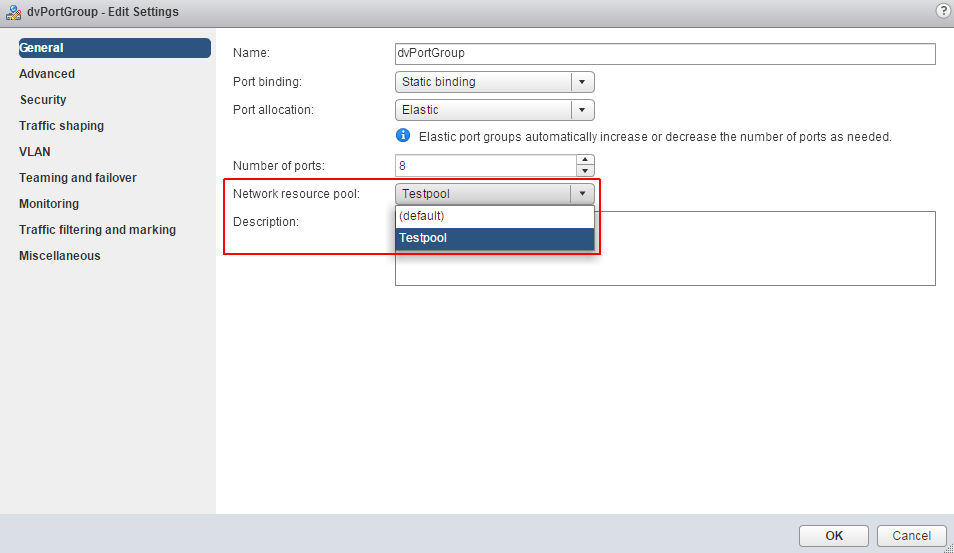 dvPortGroup - Edit Settings
?
General
Advanced
Security
Traffic shaping
VLAN
Teaming and failover
Monitoring
Traffic filtering and marking
Miscellaneous
Name: dvPortGroup
Port binding: Static binding
Port allocation: Elastic
Elastic port groups automatically increase or decrease the number of ports as needed.
Number of ports: 8
Network resource pool: Testpool
(default)
Description:
Testpool
OK Cancel